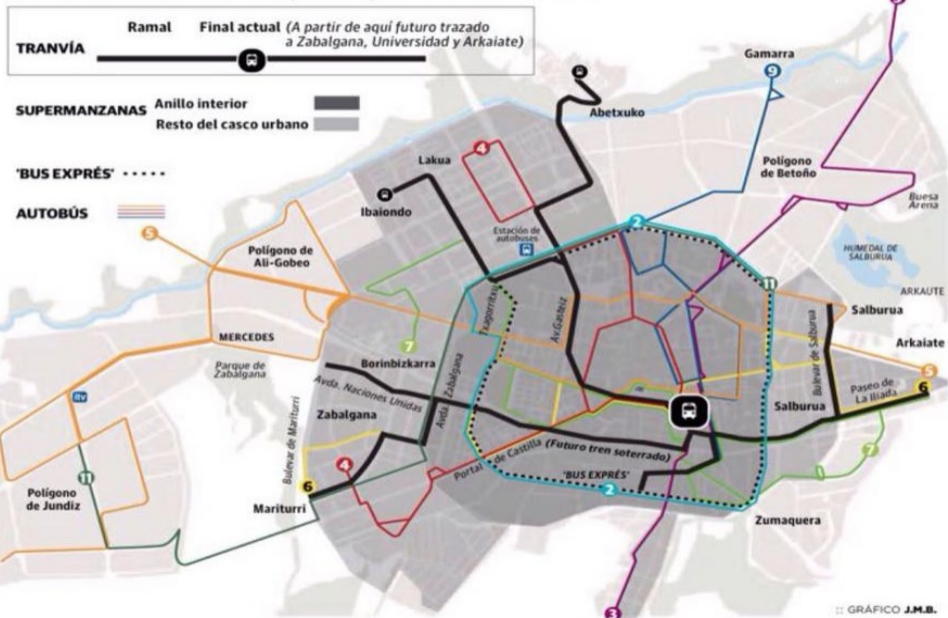 Ramal
Final actual (A partir de aquí futuro trazado
a Zabalgana, Universidad y Arkaiate)
TRANVÍA
SUPERMANZANAS
Anillo interior
Resto del casco urbano
'BUS EXPRÉS'
AUTOBÚS
Gamarra
9
Abetxuko
Lakua
4
Ibaiondo
Polígono
de Betoño
Buesa
Arena
5
Polígono de
Ali-Gobeo
Estación de
autobuses
2
HUMEDAL DE
SALBURUA
11
ARKAUTE
Txagorritxu
Av.Gasteiz
Salburua
MERCEDES
7
Borinbizkarra
Arkaiate
Parque de
Zabalgana
Avda. Naciones Unidas
Avda. Zabalgana
Bulevar de Salburua
5
6
Paseo de
La Iliada
itv
Zabalgana
Salburua
Bulevar de Mariturri
Portal de Castilla
(Futuro tren soterrado)
7
4
11
6
'BUS EXPRÉS'
2
Polígono
de Jundiz
Mariturri
Zumaquera
3
:: GRÁFICO J.M.B.